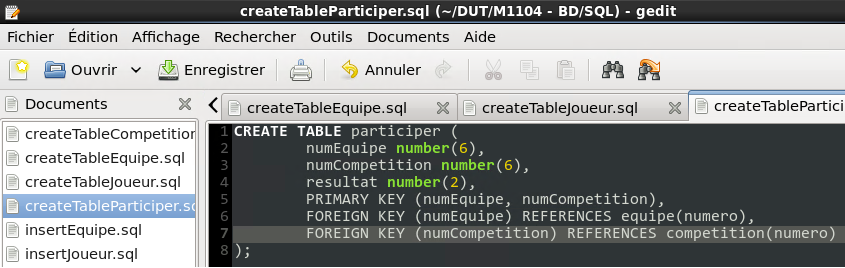 createTableParticiper.sql (~/DUT/M1104 - BD/SQL) - gedit
Fichier Édition Affichage Rechercher Outils Documents Aide
Ouvrir Enregistrer Annuler
Documents
createTableEquipe.sql createTableJoueur.sql createTablePartici
createTableCompetition
createTableEquipe.sql
createTableJoueur.sql
createTableParticiper.sq
insertEquipe.sql
insertJoueur.sql
1 CREATE TABLE participer (
2 numEquipe number(6),
3 numCompetition number(6),
4 resultat number(2),
5 PRIMARY KEY (numEquipe, numCompetition),
6 FOREIGN KEY (numEquipe) REFERENCES equipe(numero),
7 FOREIGN KEY (numCompetition) REFERENCES competition(numero)
8 );